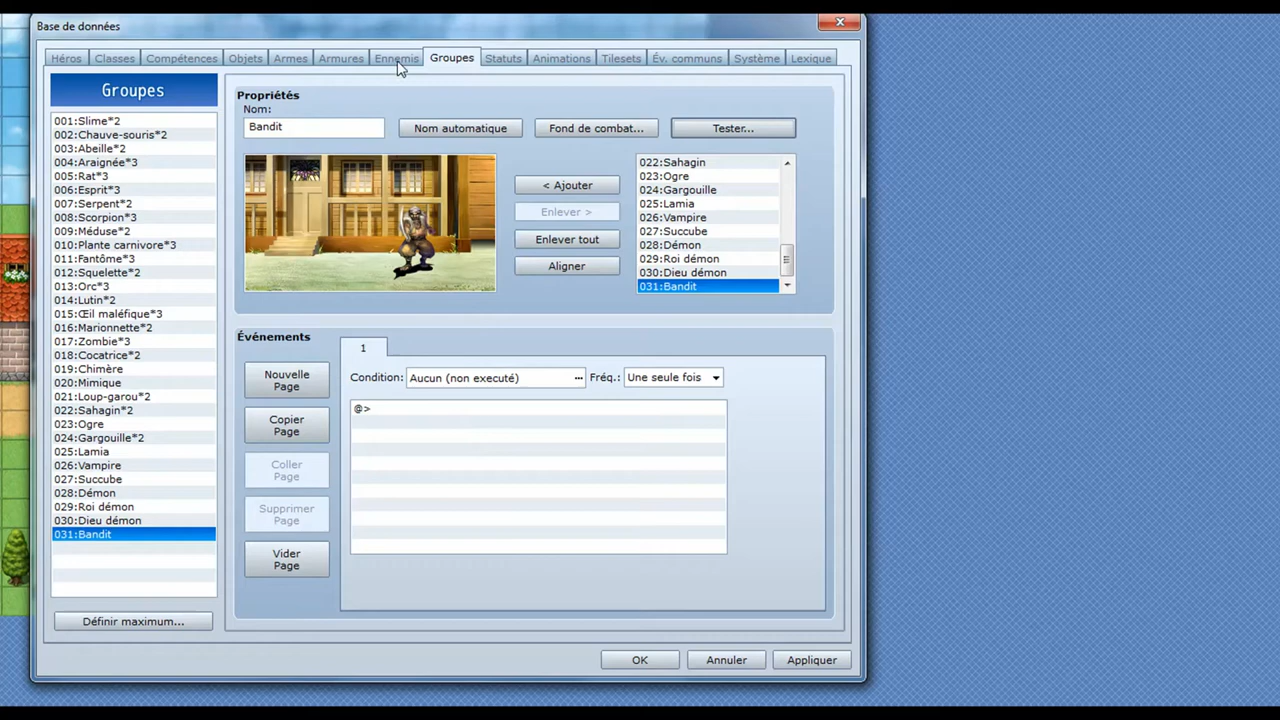 Base de données
Héros
Classes
Compétences
Objets
Armes
Armures
Ennemis
Groupes
Statuts
Animations
Tilesets
Év. communs
Système
Lexique
Groupes
001:Slime*2
002:Chauve-souris*2
003:Abeille*2
004:Araignée*3
005:Rat*3
006:Esprit*3
007:Serpent*2
008:Scorpion*3
009:Méduse*2
010:Plante carnivore*3
011:Fantôme*3
012:Squelette*2
013:Orc*3
014:Lutin*2
015:Œil maléfique*3
016:Marionnette*2
017:Zombie*3
018:Cocatrice*2
019:Chimère
020:Mimique
021:Loup-garou*2
022:Sahagin*2
023:Ogre
024:Gargouille*2
025:Lamia
026:Vampire
027:Succube
028:Démon
029:Roi démon
030:Dieu démon
031:Bandit
Définir maximum...
Propriétés
Nom:
Bandit
Nom automatique
Fond de combat...
Tester...
< Ajouter
Enlever >
Enlever tout
Aligner
022:Sahagin
023:Ogre
024:Gargouille
025:Lamia
026:Vampire
027:Succube
028:Démon
029:Roi démon
030:Dieu démon
031:Bandit
Événements
1
Nouvelle
Page
Copier
Page
Coller
Page
Supprimer
Page
Vider
Page
Condition:
Aucun (non executé)
...
Fréq.:
Une seule fois
@>
OK
Annuler
Appliquer